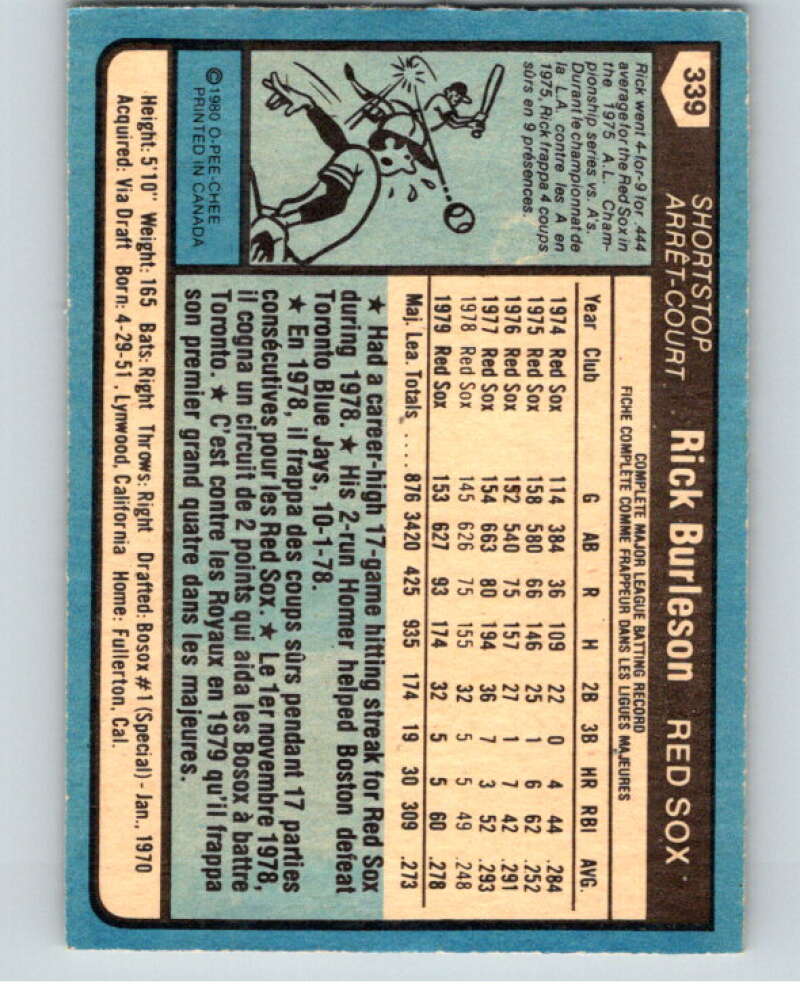 339
SHORTSTOP
ARRÊT-COURT
Rick Burleson RED SOX
Rick went 4-for-9 for .444
average for the Red Sox in
the 1975 A.L. Cham-
pionship series vs. A's.
Durant le championnat de
la L.A. contre les A en
1975, Rick frappa 4 coups
sûrs en 9 présences.
©1980 O-PEE-CHEE
PRINTED IN CANADA
COMPLETE MAJOR LEAGUE BATTING RECORD
FICHE COMPLÈTE COMME FRAPPEUR DANS LES LIGUES MAJEURES
Year Club G AB R H 2B 3B HR RBI AVG.
1974 Red Sox 114 384 36 109 22 0 4 44 .284
1975 Red Sox 158 580 66 146 25 1 6 62 .252
1976 Red Sox 152 540 75 157 27 1 7 42 .291
1977 Red Sox 154 663 80 194 36 7 3 52 .293
1978 Red Sox 145 626 75 155 32 5 5 49 .248
1979 Red Sox 153 627 93 174 32 5 5 60 .278
Maj. Lea. Totals .... 876 3420 425 935 174 19 30 309 .273
★ Had a career-high 17-game hitting streak for Red Sox
during 1978. ★ His 2-run Homer helped Boston defeat
Toronto Blue Jays, 10-1-78.
★ En 1978, il frappa des coups sûrs pendant 17 parties
consécutives pour les Red Sox. ★ Le 1er novembre 1978,
il cogna un circuit de 2 points qui aida les Bosox à battre
Toronto. ★ C'est contre les Royaux en 1979 qu'il frappa
son premier grand quatre dans les majeures.
Height: 5'10" Weight: 165 Bats: Right Throws: Right Drafted: Bosox #1 (Special) - Jan., 1970
Acquired: Via Draft Born: 4-29-51, Lynwood, California Home: Fullerton, Cal.